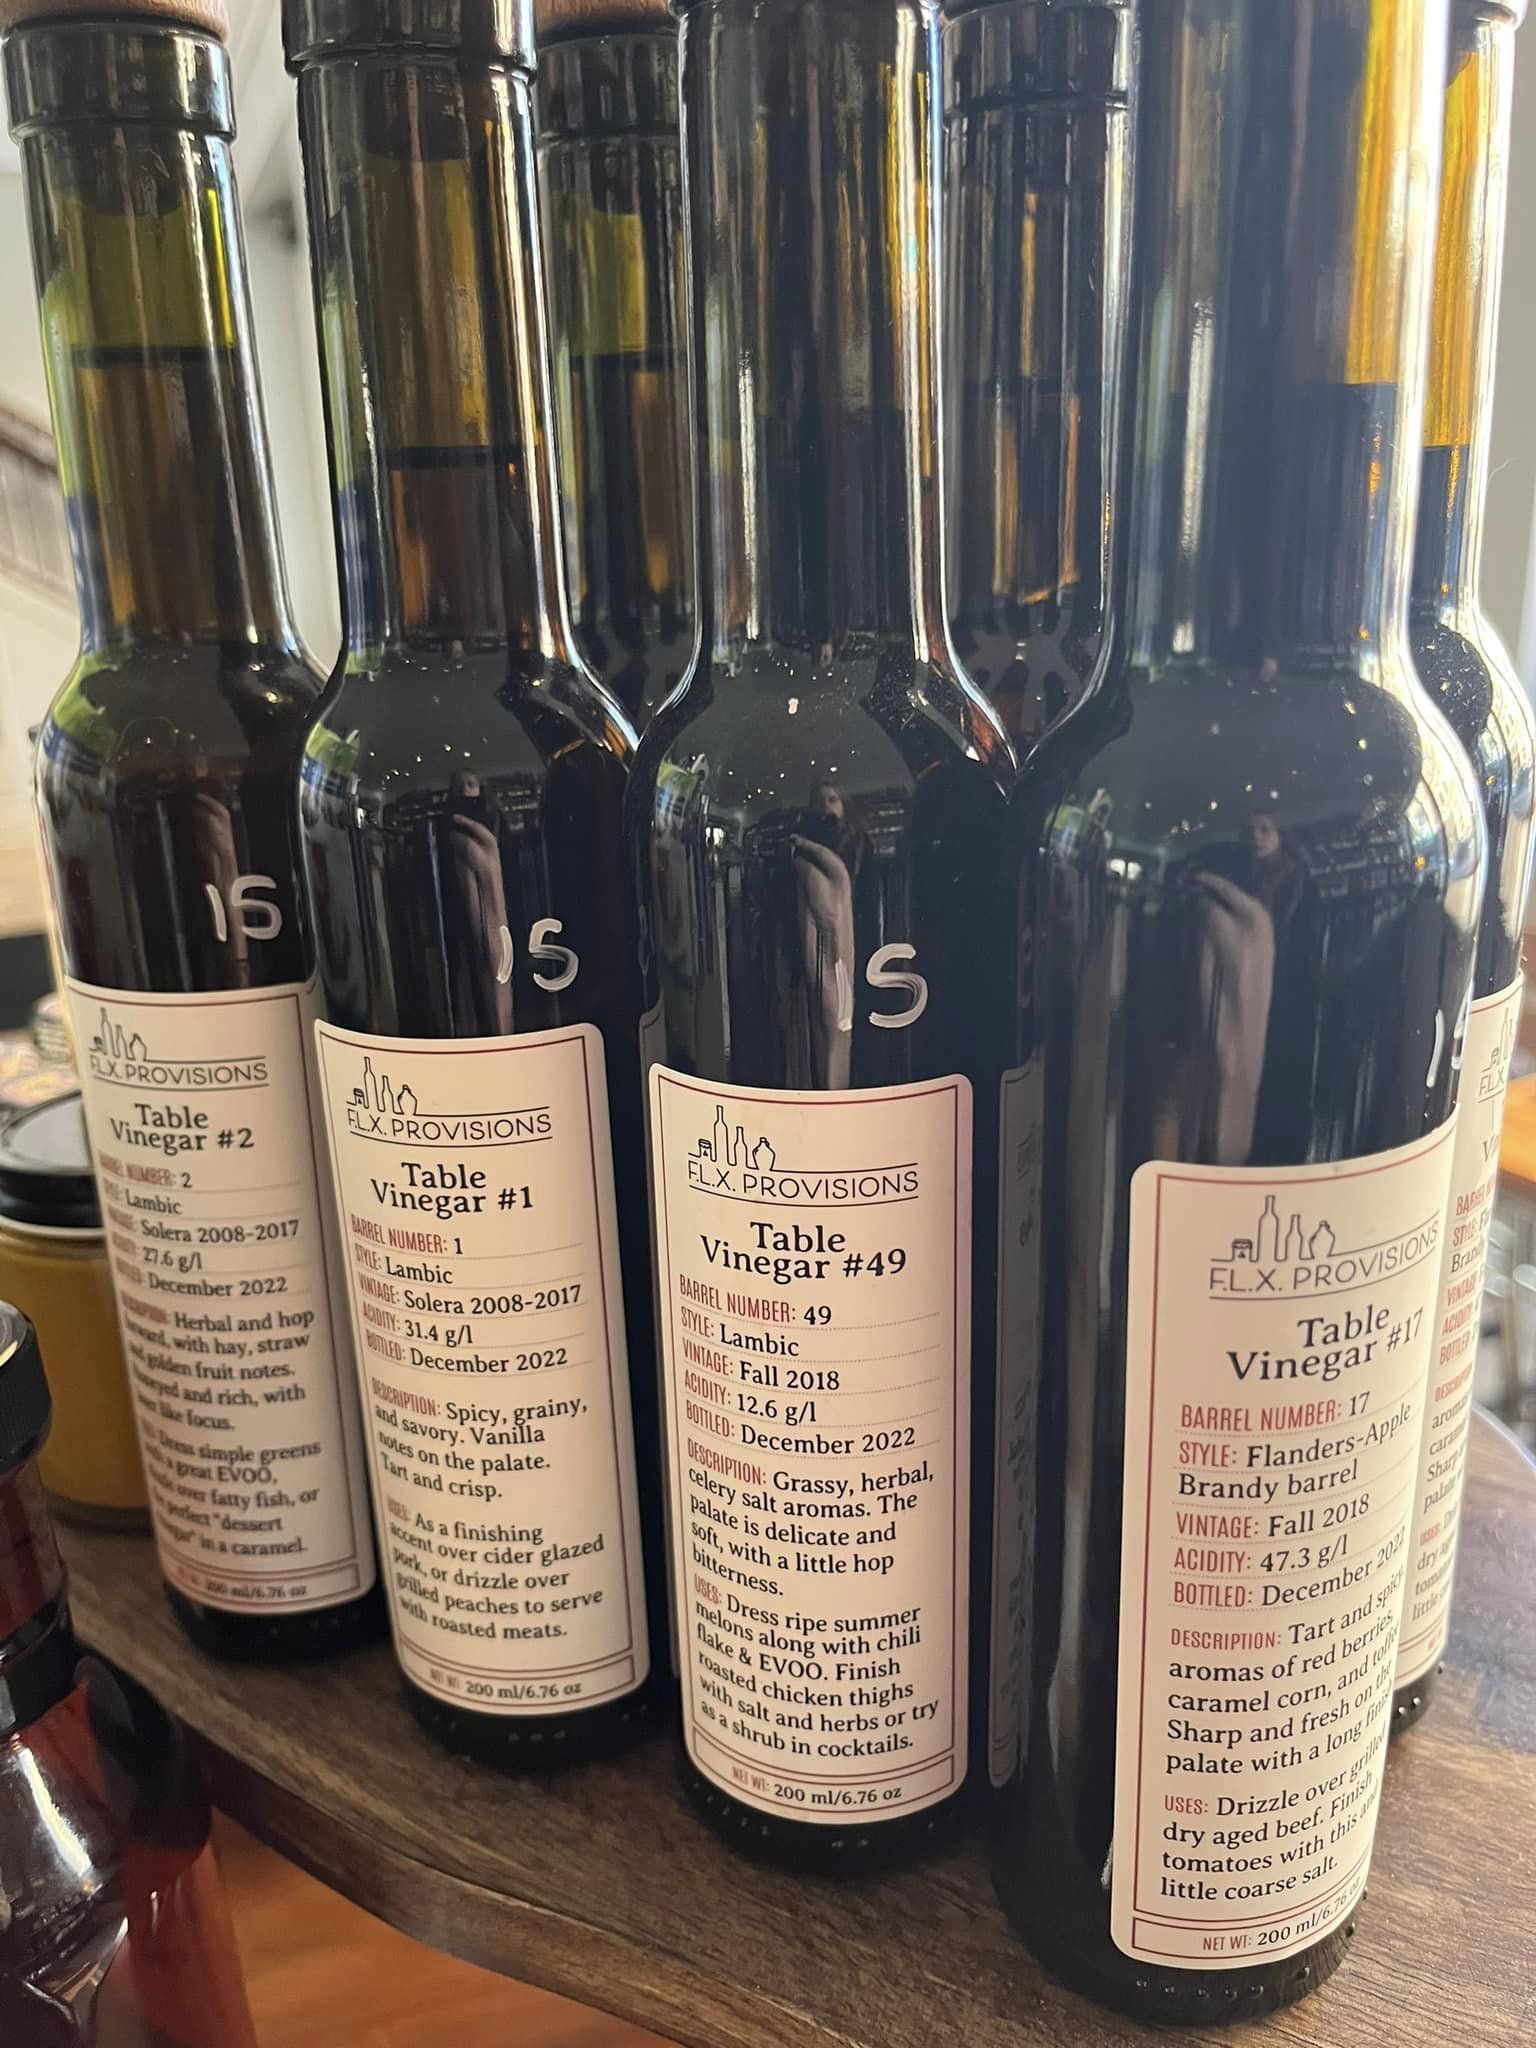 15
F.L.X. PROVISIONS
Table
Vinegar #2
BARREL NUMBER: 2
Lambic
Solera 2008-2017
27.6 g/l
December 2022
Herbal and hop
with hay, straw
golden fruit notes.
and rich, with
like focus.
Dress simple greens
a great EVOO,
over fatty fish, or
perfect "dessert
in a caramel.
200 ml/6.76 oz
15
F.L.X. PROVISIONS
Table
Vinegar #1
BARREL NUMBER: 1
STYLE: Lambic
VINTAGE: Solera 2008-2017
ACIDITY: 31.4 g/l
BOTTLED: December 2022
DESCRIPTION: Spicy, grainy,
and savory. Vanilla
notes on the palate.
Tart and crisp.
USES: As a finishing
accent over cider glazed
pork, or drizzle over
grilled peaches to serve
with roasted meats.
NET WT: 200 ml/6.76 oz
15
F.L.X. PROVISIONS
Table
Vinegar #49
BARREL NUMBER: 49
STYLE: Lambic
VINTAGE: Fall 2018
ACIDITY: 12.6 g/l
BOTTLED: December 2022
DESCRIPTION: Grassy, herbal,
celery salt aromas. The
palate is delicate and
soft, with a little hop
bitterness.
USES: Dress ripe summer
melons along with chili
flake & EVOO. Finish
roasted chicken thighs
with salt and herbs or try
as a shrub in cocktails.
NET WT: 200 ml/6.76 oz
F.L.X. PROVISIONS
Table
Vinegar #17
BARREL NUMBER: 17
STYLE: Flanders-Apple
Brandy barrel
VINTAGE: Fall 2018
ACIDITY: 47.3 g/l
BOTTLED: December 2022
DESCRIPTION: Tart and spicy,
aromas of red berries,
caramel corn, and toffee
Sharp and fresh on the
palate with a long finish
USES: Drizzle over grilled
dry aged beef. Finish
tomatoes with this and
little coarse salt.
NET WT: 200 ml/6.76 oz
F.L.X.
BARREL
STYLE:
VINTAGE
aromas
Sharp
dry